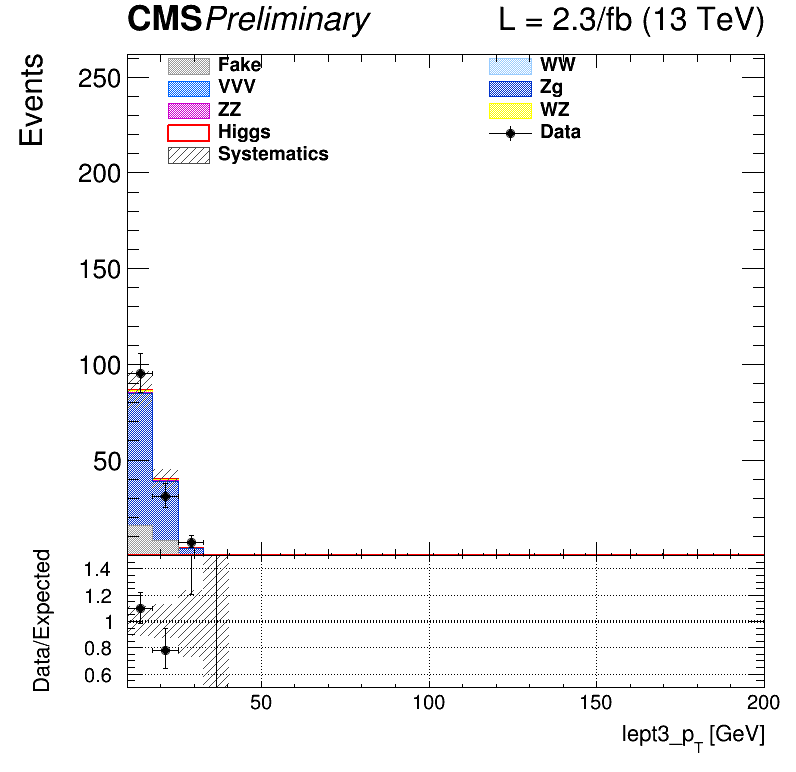 CMS Preliminary L = 2.3/fb (13 TeV)
Events
250
200
150
100
50
Fake
VVV
ZZ
Higgs
Systematics
WW
Zg
WZ
Data
Data/Expected
1.4
1.2
1
0.8
0.6
50 100 150 200
lept3_p_T [GeV]